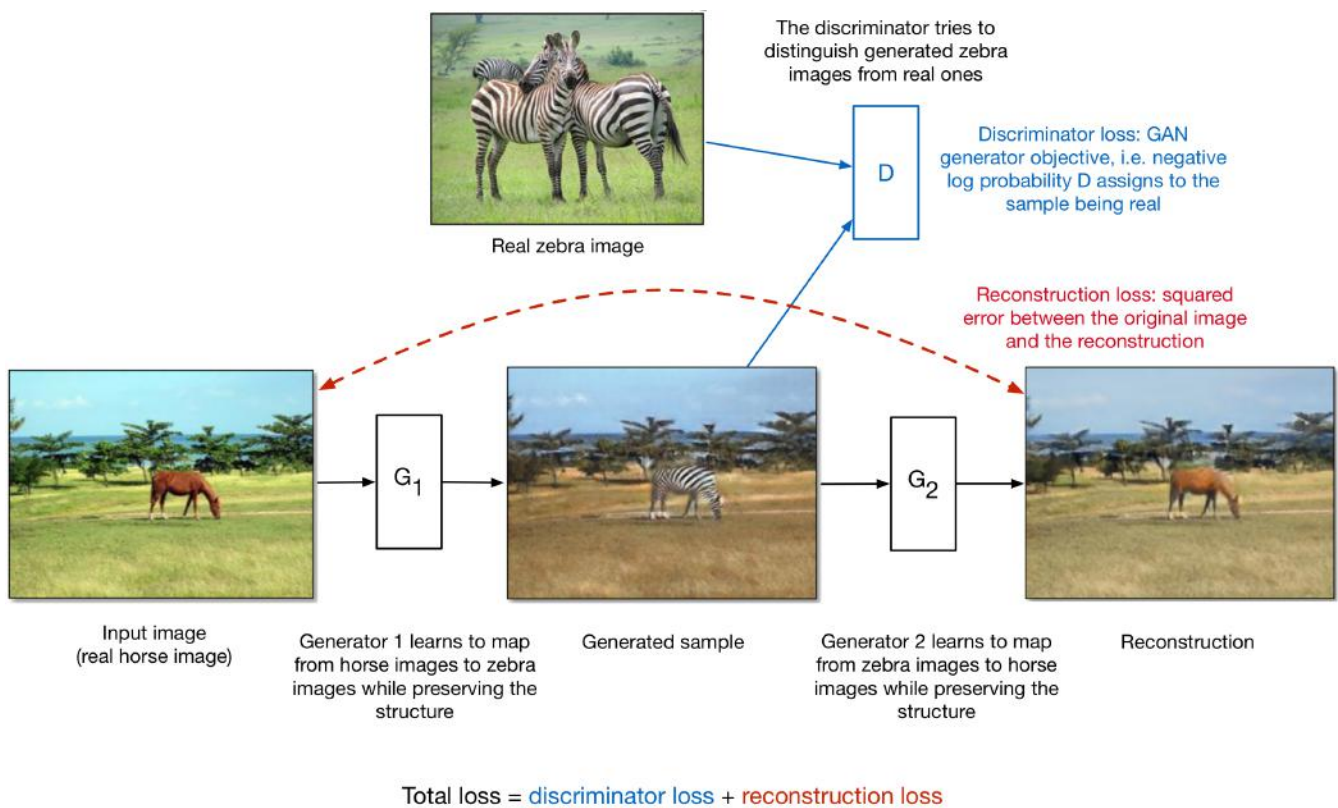 The discriminator tries to
distinguish generated zebra
images from real ones
D
Discriminator loss: GAN
generator objective, i.e. negative
log probability D assigns to the
sample being real
Real zebra image
Reconstruction loss: squared
error between the original image
and the reconstruction
G1
G2
Input image
(real horse image)
Generator 1 learns to map
from horse images to zebra
images while preserving the
structure
Generated sample
Generator 2 learns to map
from zebra images to horse
images while preserving the
structure
Reconstruction
Total loss = discriminator loss + reconstruction loss